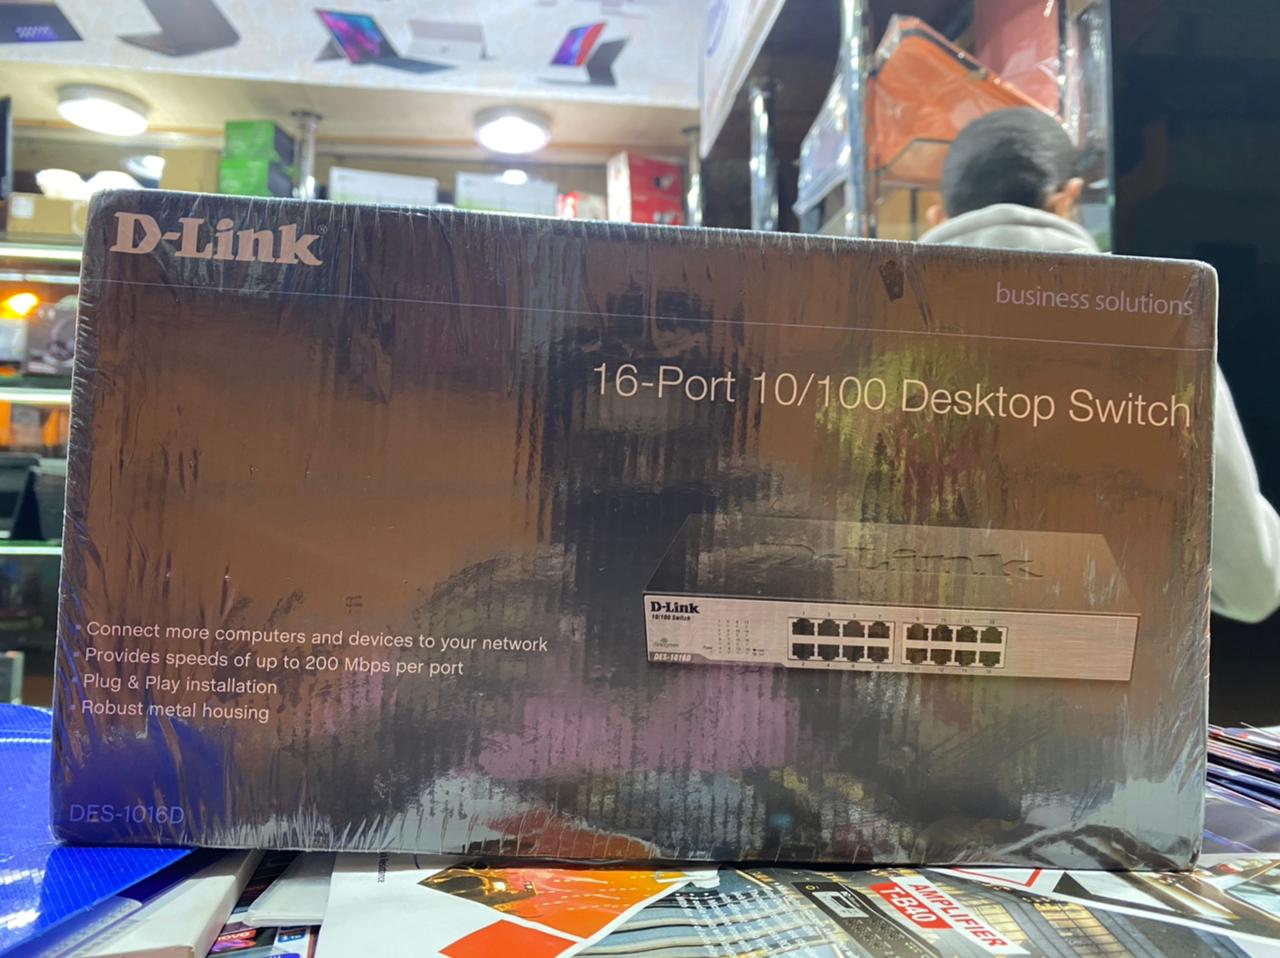 D-Link
business solutions
16-Port 10/100 Desktop Switch
D-Link
D-Link
10/100 Switch
DES-1016D
Connect more computers and devices to your network
Provides speeds of up to 200 Mbps per port
Plug & Play installation
Robust metal housing
DES-1016D
AMPLIFIER
T-B40